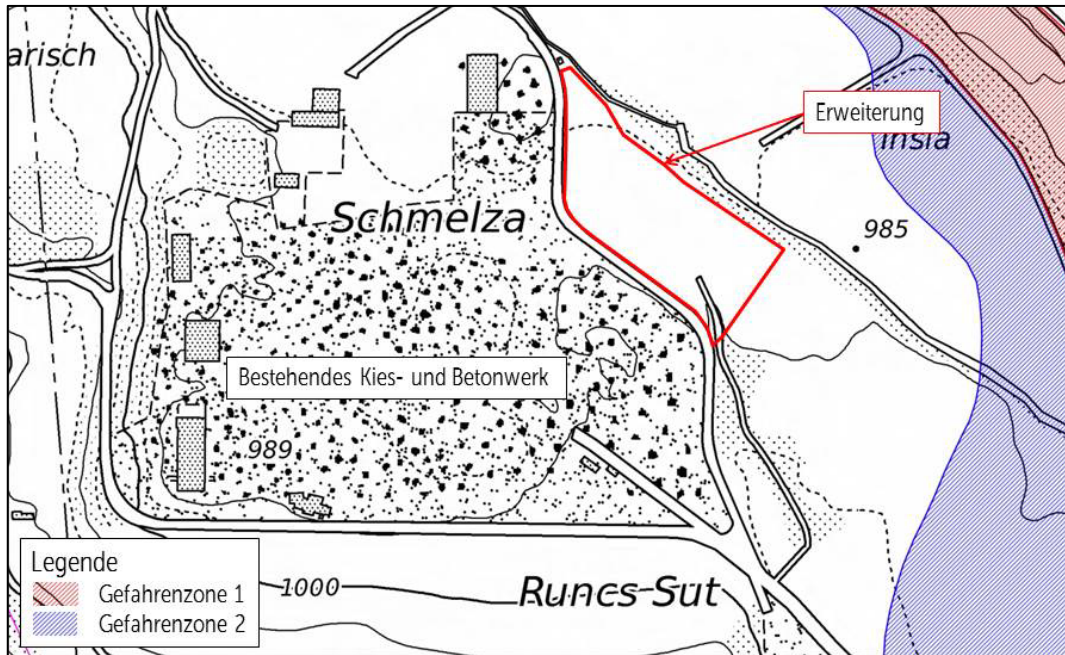 arisch
Erweiterung
Insla
Schmelza
985
Bestehendes Kies- und Betonwerk
989
Legende
Gefahrenzone 1
Gefahrenzone 2
1000
Runcs Sut